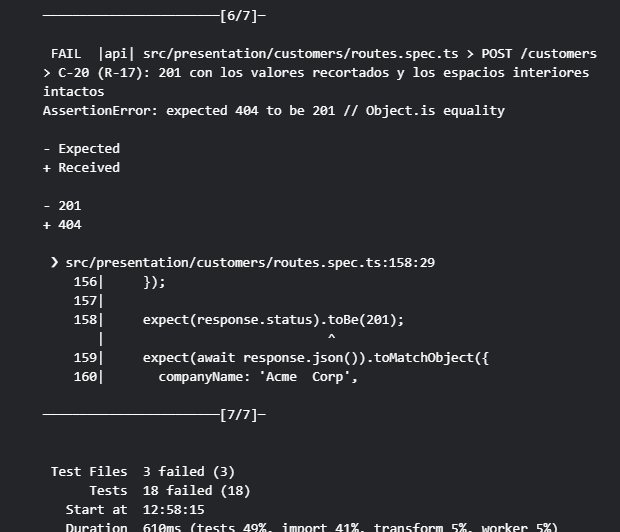 ────────────────────────[6/7]─
FAIL |api| src/presentation/customers/routes.spec.ts > POST /customers
> C-20 (R-17): 201 con los valores recortados y los espacios interiores
intactos
AssertionError: expected 404 to be 201 // Object.is equality
- Expected
+ Received
- 201
+ 404
❯ src/presentation/customers/routes.spec.ts:158:29
156|     });
157|
158|     expect(response.status).toBe(201);
|                             ^
159|     expect(await response.json()).toMatchObject({
160|       companyName: 'Acme  Corp',
────────────────────────[7/7]─
Test Files  3 failed (3)
Tests  18 failed (18)
Start at  12:58:15
Duration  610ms (tests 49%, import 41%, transform 5%, worker 5%)